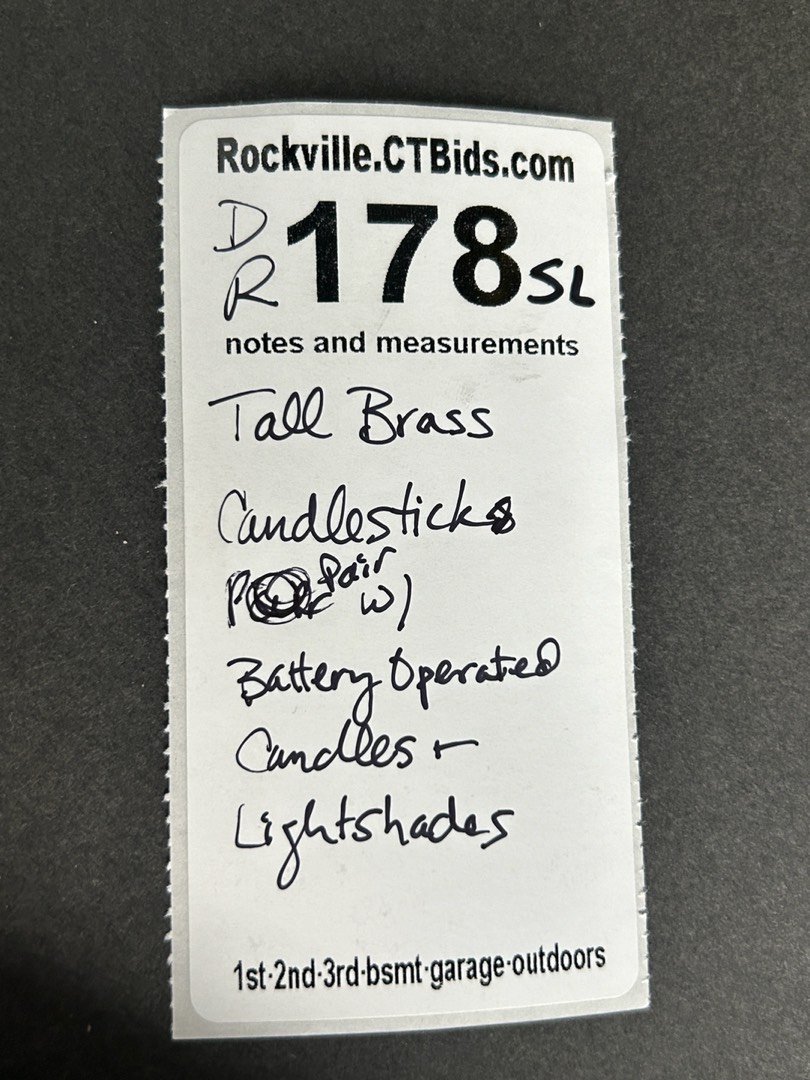 Rockville.CTBids.com
D R 178 SL
notes and measurements
Tall Brass
Candlesticks
Pair w/
Battery Operated
Candles +
Lightshades
1st·2nd·3rd·bsmt·garage·outdoors